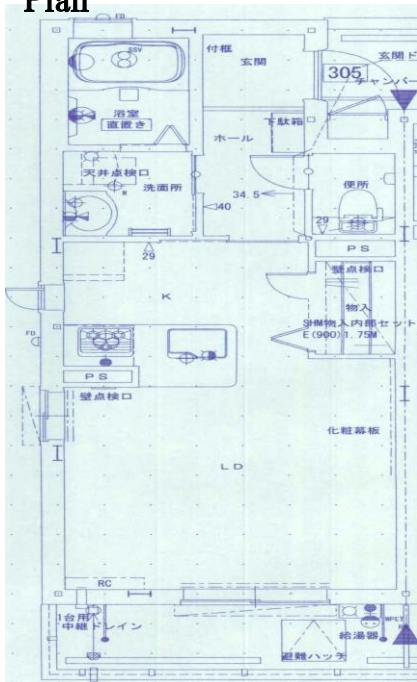 Plan
FD
SSV
付框
玄関
玄関ド
305
チャンバー
浴室
直置き
下駄箱
ホール
天井点検口
洗面所
便所
34.5
40
29
29
PS
壁点検口
K
物入
SHM物入内部セット
E(900)1.75M
FD
PS
壁点検口
化粧幕板
LD
RC
1台用
中継ドレイン
給湯器
避難ハッチ